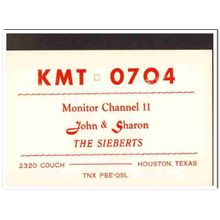 KMT □ 0704
Monitor Channel 11
John & Sharon
THE SIEBERTS
2320 COUCH HOUSTON, TEXAS
TNX PSE-QSL